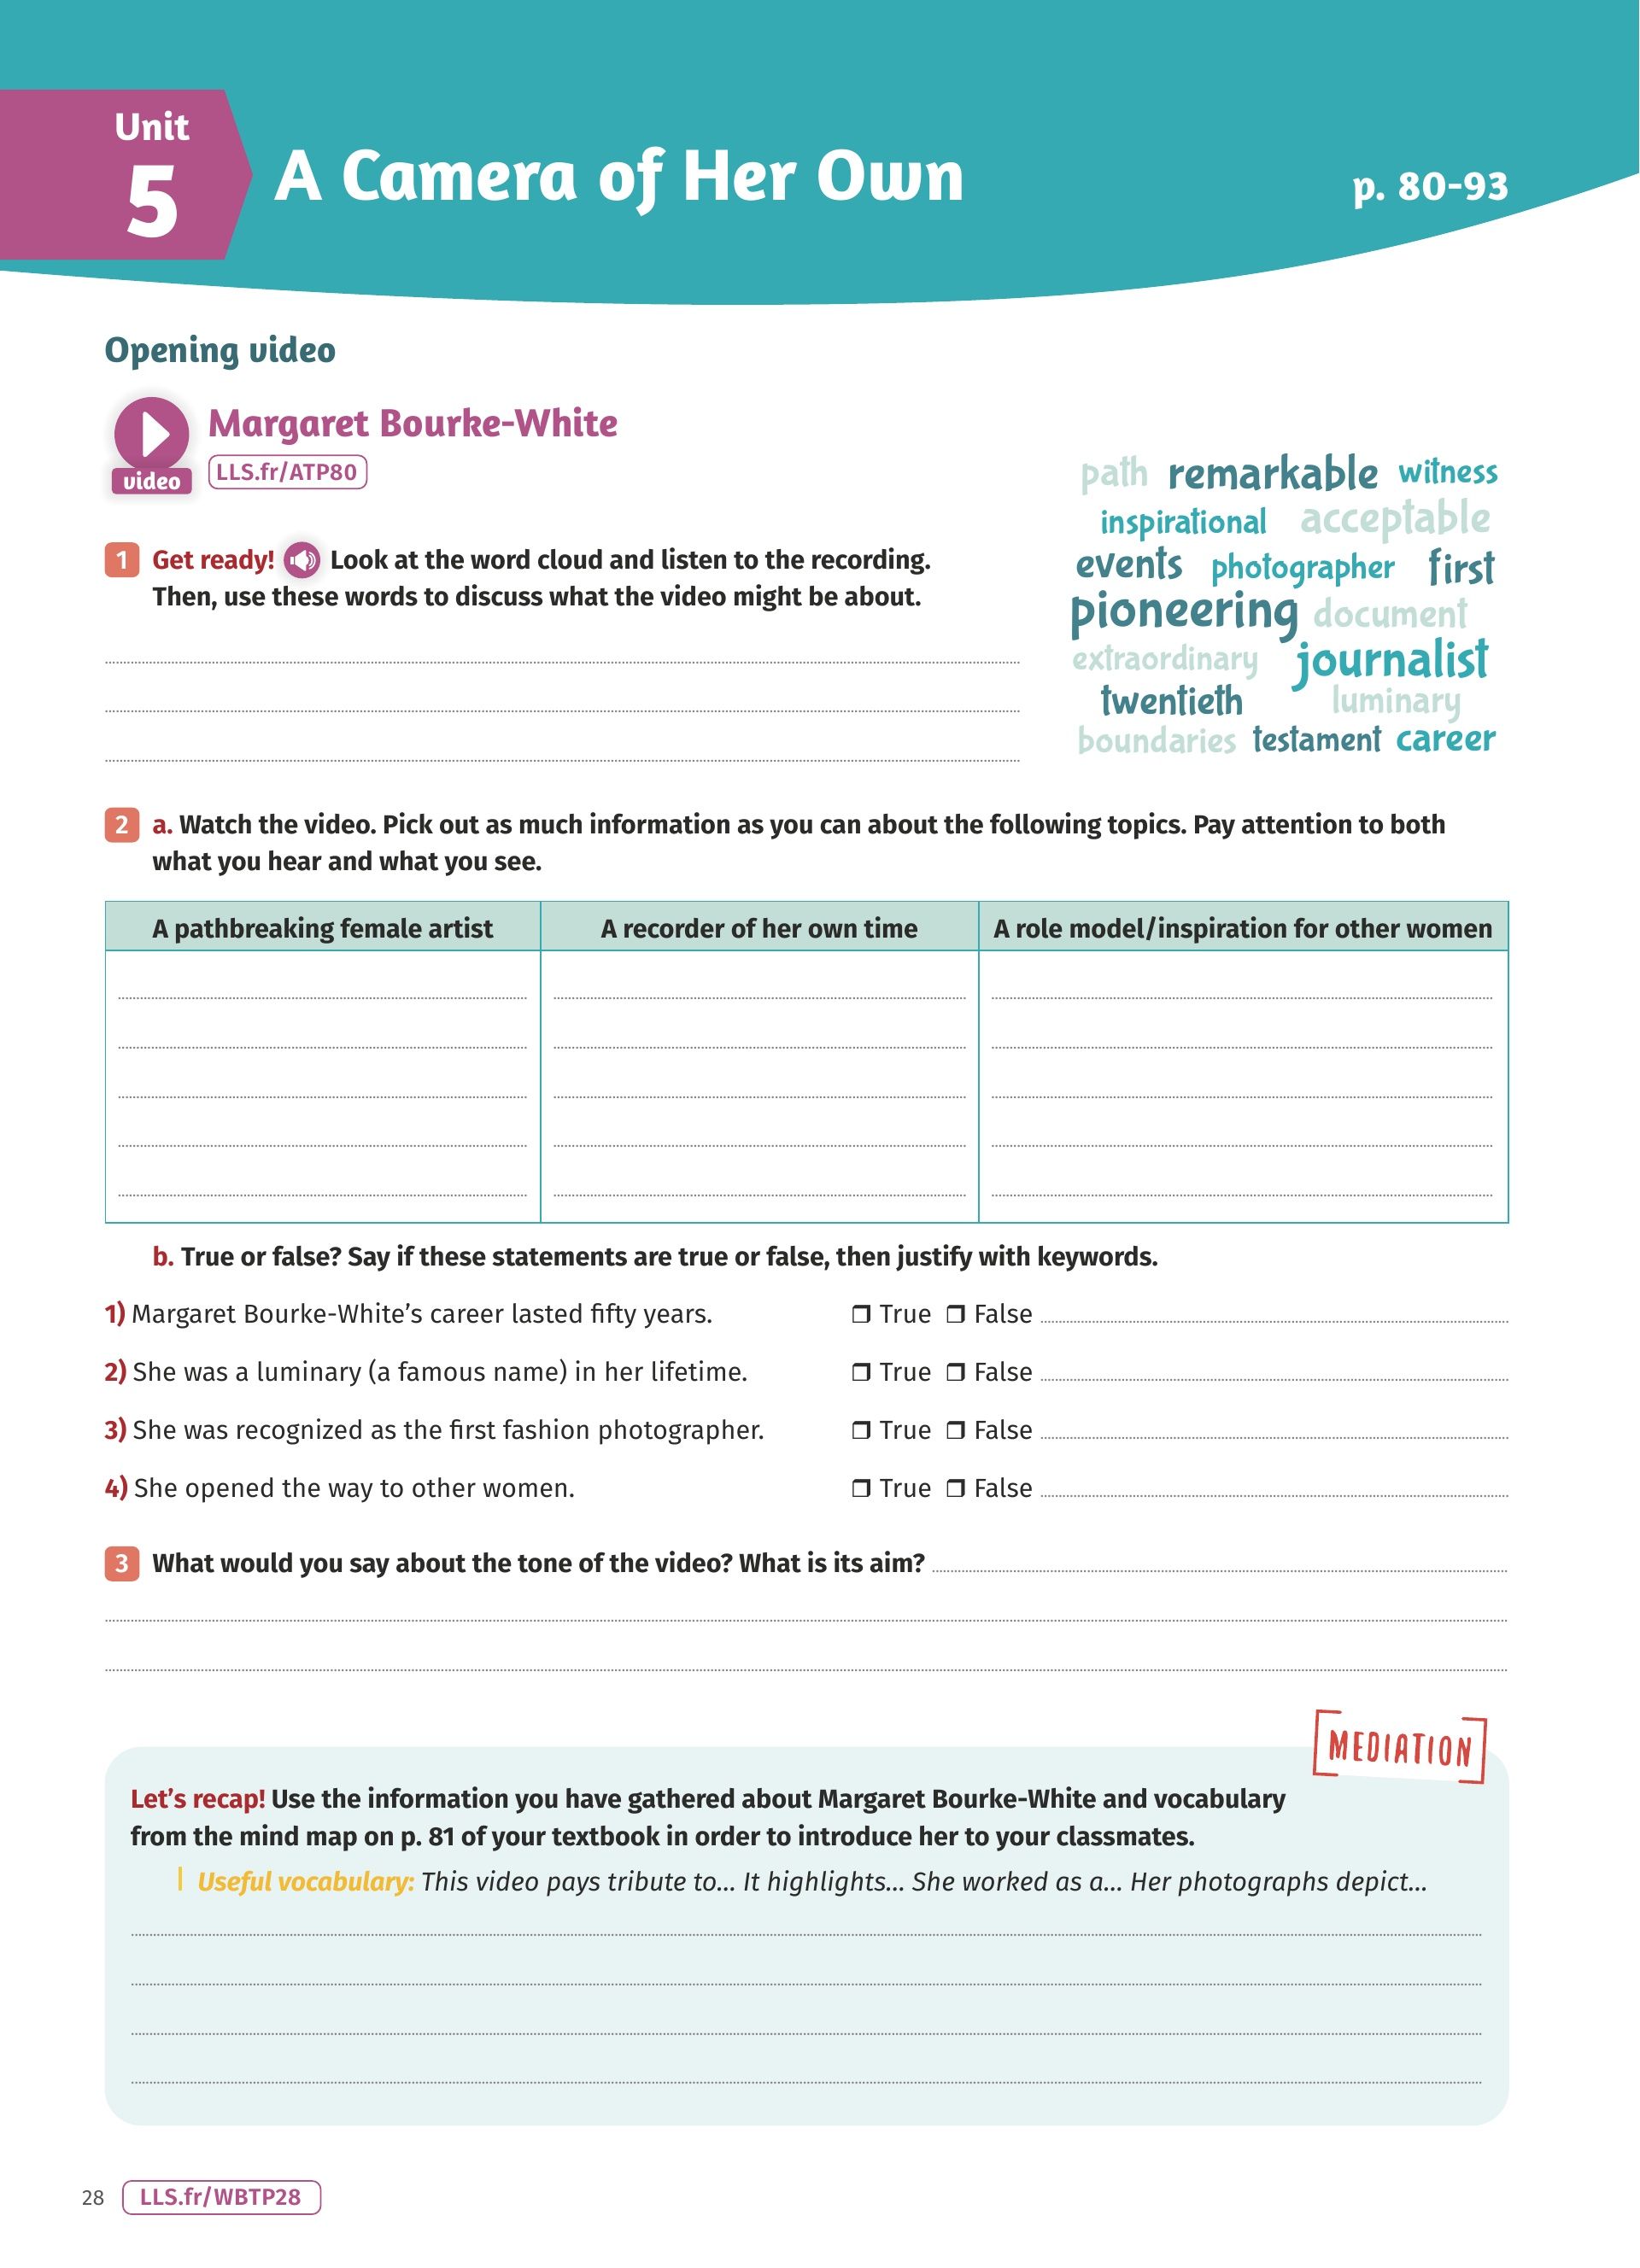 Unit
5
A Camera of Her Own
p. 80-93
Opening video
video
Margaret Bourke-White
LLS.fr/ATP80
1 Get ready! Look at the word cloud and listen to the recording.
Then, use these words to discuss what the video might be about.
path remarkable witness
inspirational acceptable
events photographer first
pioneering document
extraordinary journalist
twentieth luminary
boundaries testament career
2 a. Watch the video. Pick out as much information as you can about the following topics. Pay attention to both
what you hear and what you see.
A pathbreaking female artist A recorder of her own time A role model/inspiration for other women
b. True or false? Say if these statements are true or false, then justify with keywords.
1) Margaret Bourke-White’s career lasted fifty years. ❒ True ❒ False
2) She was a luminary (a famous name) in her lifetime. ❒ True ❒ False
3) She was recognized as the first fashion photographer. ❒ True ❒ False
4) She opened the way to other women. ❒ True ❒ False
3 What would you say about the tone of the video? What is its aim?
MEDIATION
Let’s recap! Use the information you have gathered about Margaret Bourke-White and vocabulary
from the mind map on p. 81 of your textbook in order to introduce her to your classmates.
Useful vocabulary: This video pays tribute to... It highlights... She worked as a... Her photographs depict...
28 LLS.fr/WBTP28